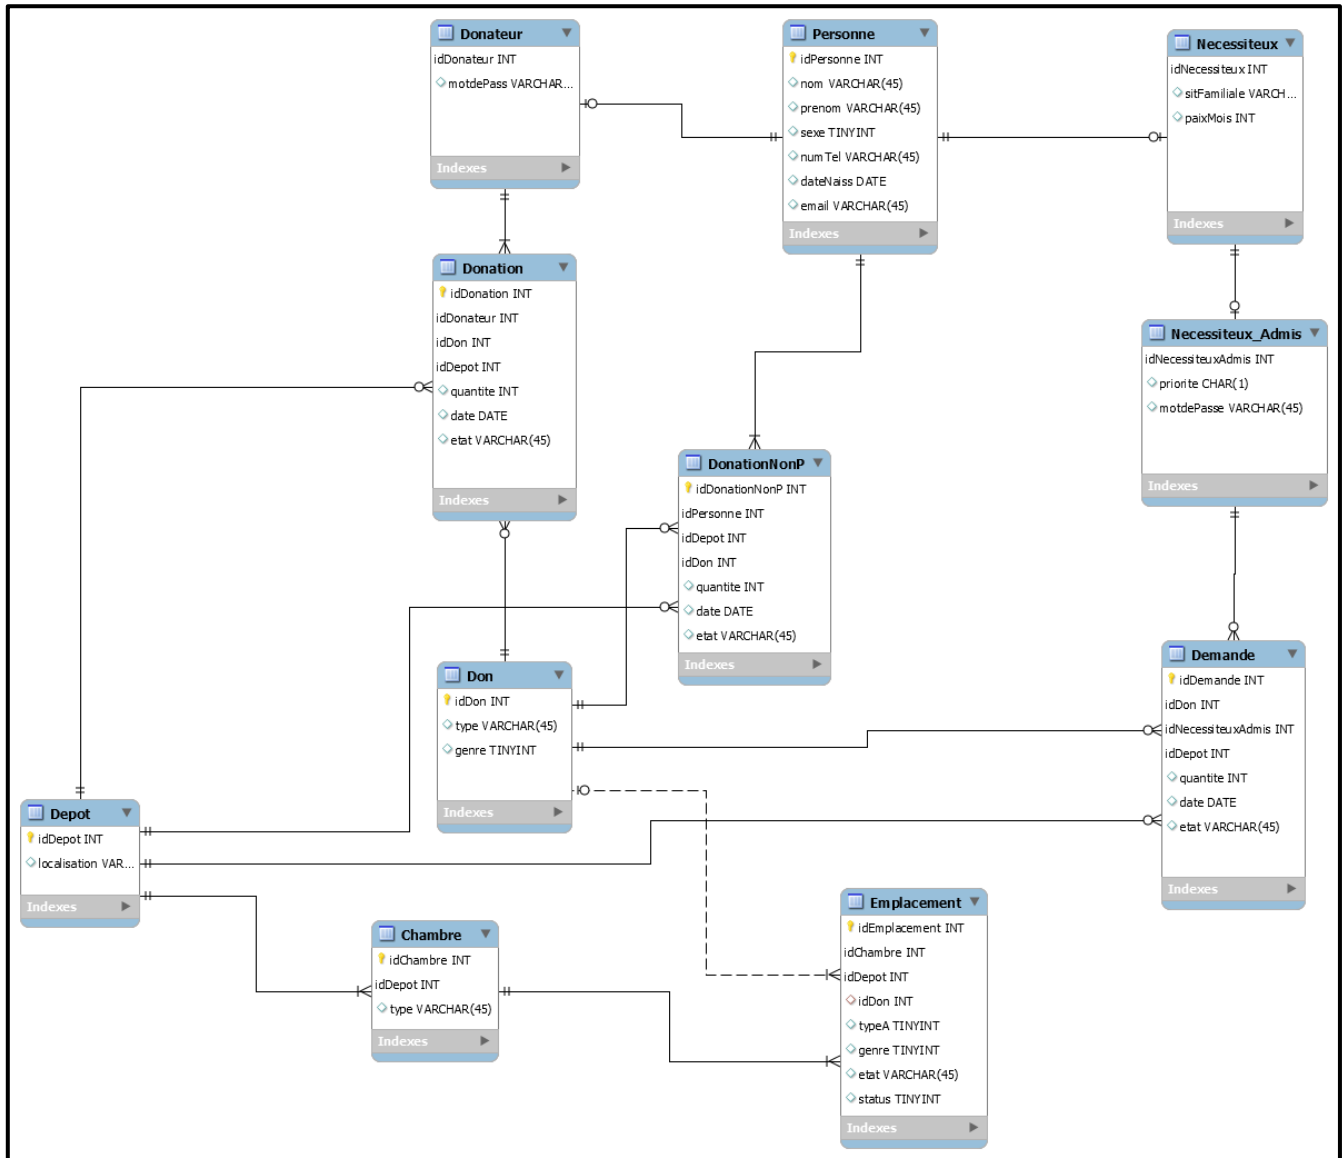 Donateur
idDonateur INT
motdePass VARCHAR...
Indexes
Personne
idPersonne INT
nom VARCHAR(45)
prenom VARCHAR(45)
sexe TINYINT
numTel VARCHAR(45)
dateNaiss DATE
email VARCHAR(45)
Indexes
Necessiteux
idNecessiteux INT
sitFamiliale VARCH...
paixMois INT
Indexes
Donation
idDonation INT
idDonateur INT
idDon INT
idDepot INT
quantite INT
date DATE
etat VARCHAR(45)
Indexes
Necessiteux_Admis
idNecessiteuxAdmis INT
priorite CHAR(1)
motdePasse VARCHAR(45)
Indexes
DonationNonP
idDonationNonP INT
idPersonne INT
idDepot INT
idDon INT
quantite INT
date DATE
etat VARCHAR(45)
Indexes
Don
idDon INT
type VARCHAR(45)
genre TINYINT
Indexes
Demande
idDemande INT
idDon INT
idNecessiteuxAdmis INT
idDepot INT
quantite INT
date DATE
etat VARCHAR(45)
Indexes
Depot
idDepot INT
localisation VAR...
Indexes
Chambre
idChambre INT
idDepot INT
type VARCHAR(45)
Indexes
Emplacement
idEmplacement INT
idChambre INT
idDepot INT
idDon INT
typeA TINYINT
genre TINYINT
etat VARCHAR(45)
status TINYINT
Indexes